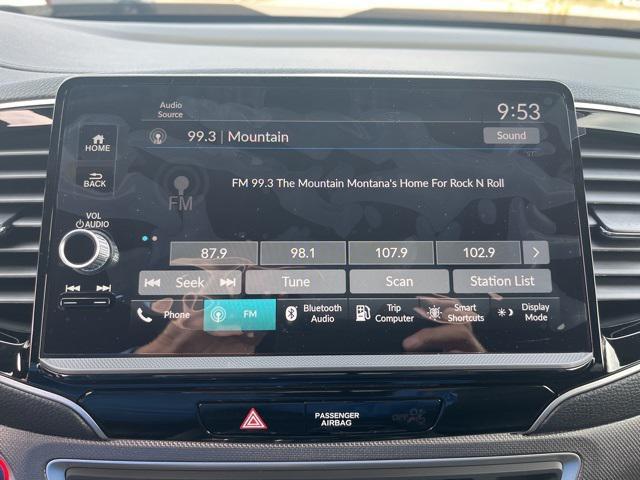 Audio
Source
9:53
99.3 | Mountain
Sound
HOME
BACK
FM
FM 99.3 The Mountain Montana's Home For Rock N Roll
VOL
AUDIO
87.9
98.1
107.9
102.9
Seek
Tune
Scan
Station List
Phone
FM
Bluetooth
Audio
Trip
Computer
Smart
Shortcuts
Display
Mode
PASSENGER
AIRBAG